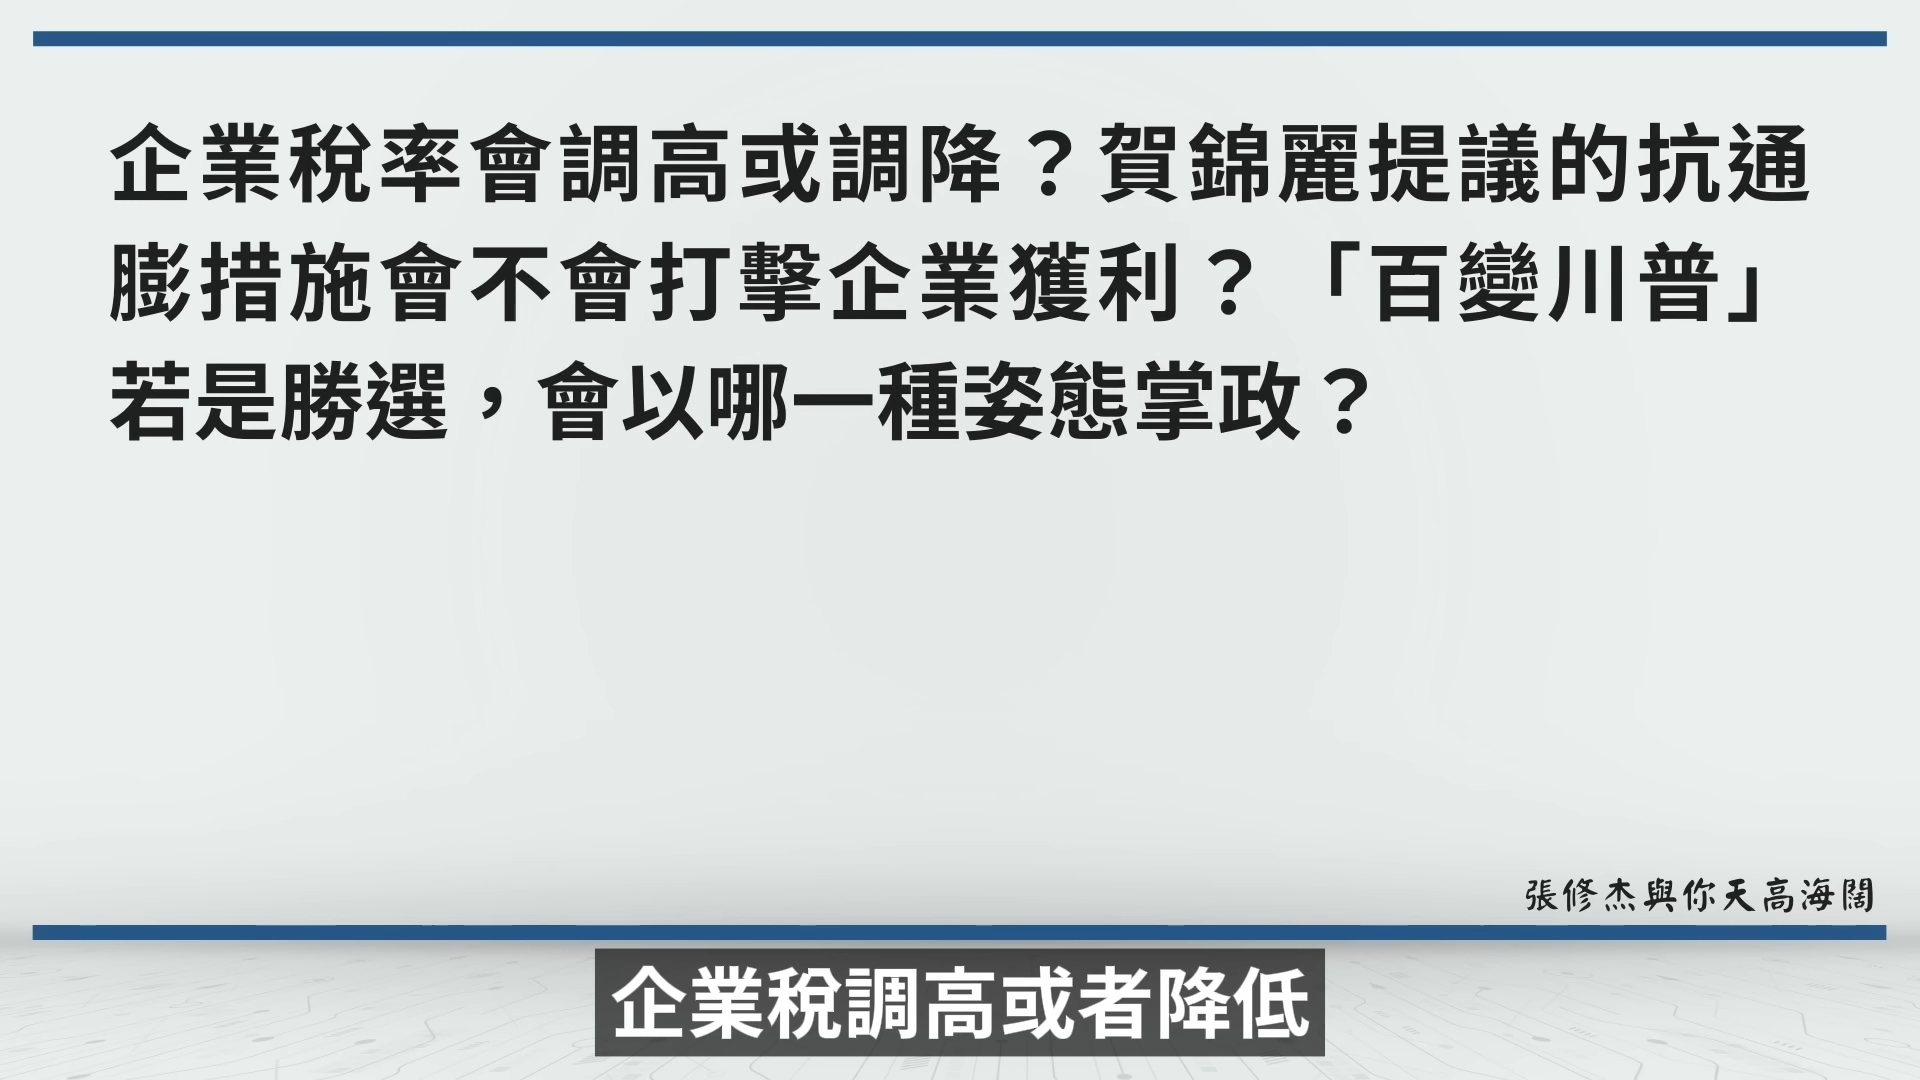 企業稅率會調高或調降？賀錦麗提議的抗通
膨措施會不會打擊企業獲利？「百變川普」
若是勝選，會以哪一種姿態掌政？
張修杰與你天高海闊
企業稅調高或者降低